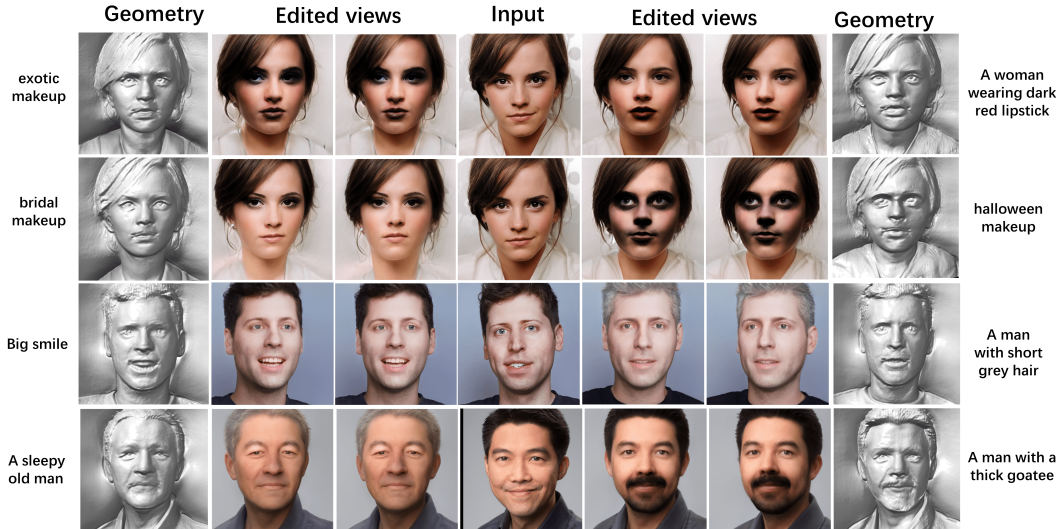 Geometry Edited views Input Edited views Geometry
exotic
makeup
A woman
wearing dark
red lipstick
bridal
makeup
halloween
makeup
Big smile
A man
with short
grey hair
A sleepy
old man
A man with a
thick goatee